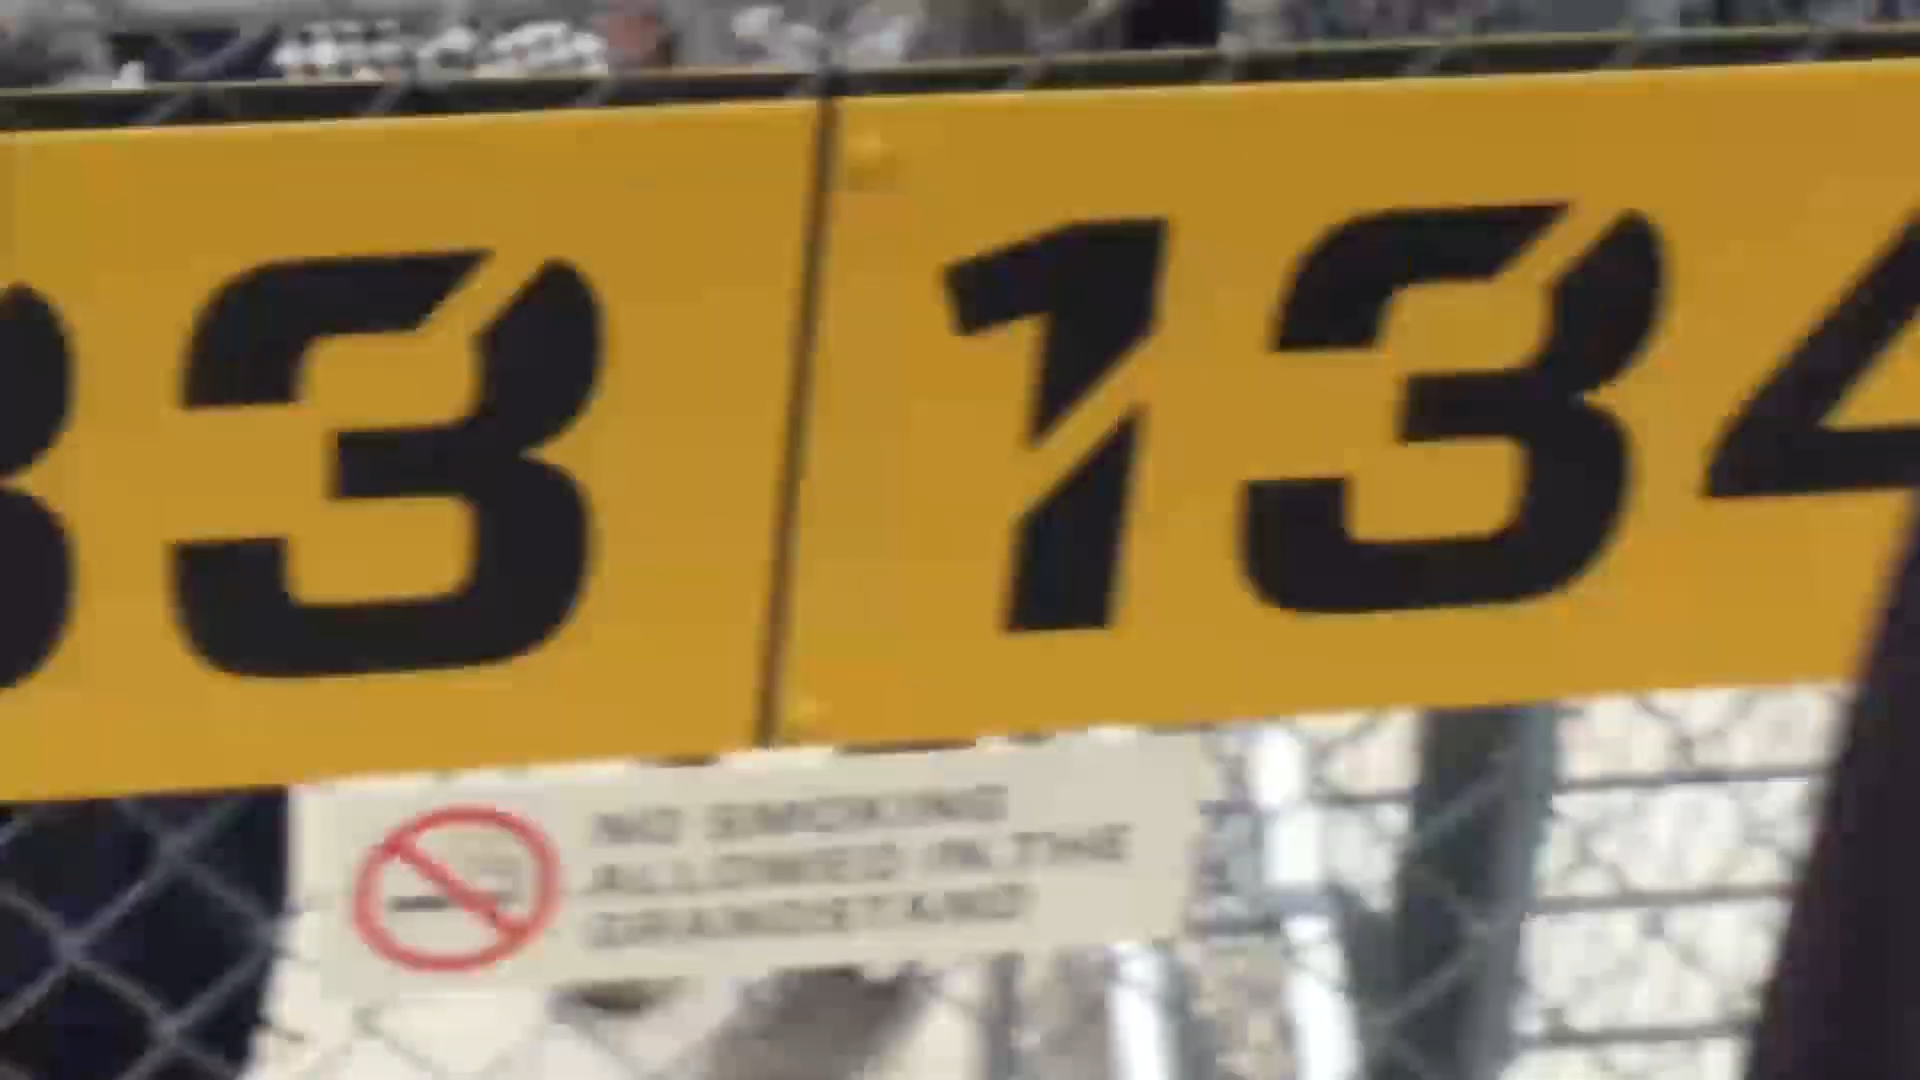 33 134
NO SMOKING
ALLOWED IN THE
GRANDSTAND